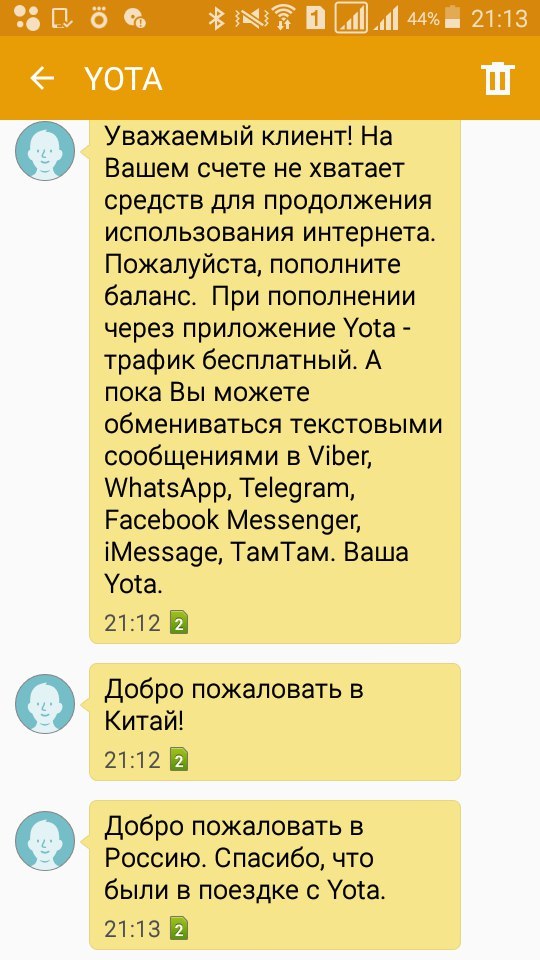 1 44% 21:13
YOTA
Уважаемый клиент! На
Вашем счете не хватает
средств для продолжения
использования интернета.
Пожалуйста, пополните
баланс.  При пополнении
через приложение Yota -
трафик бесплатный. А
пока Вы можете
обмениваться текстовыми
сообщениями в Viber,
WhatsApp, Telegram,
Facebook Messenger,
iMessage, ТамТам. Ваша
Yota.
21:12 2
Добро пожаловать в
Китай!
21:12 2
Добро пожаловать в
Россию. Спасибо, что
были в поездке с Yota.
21:13 2